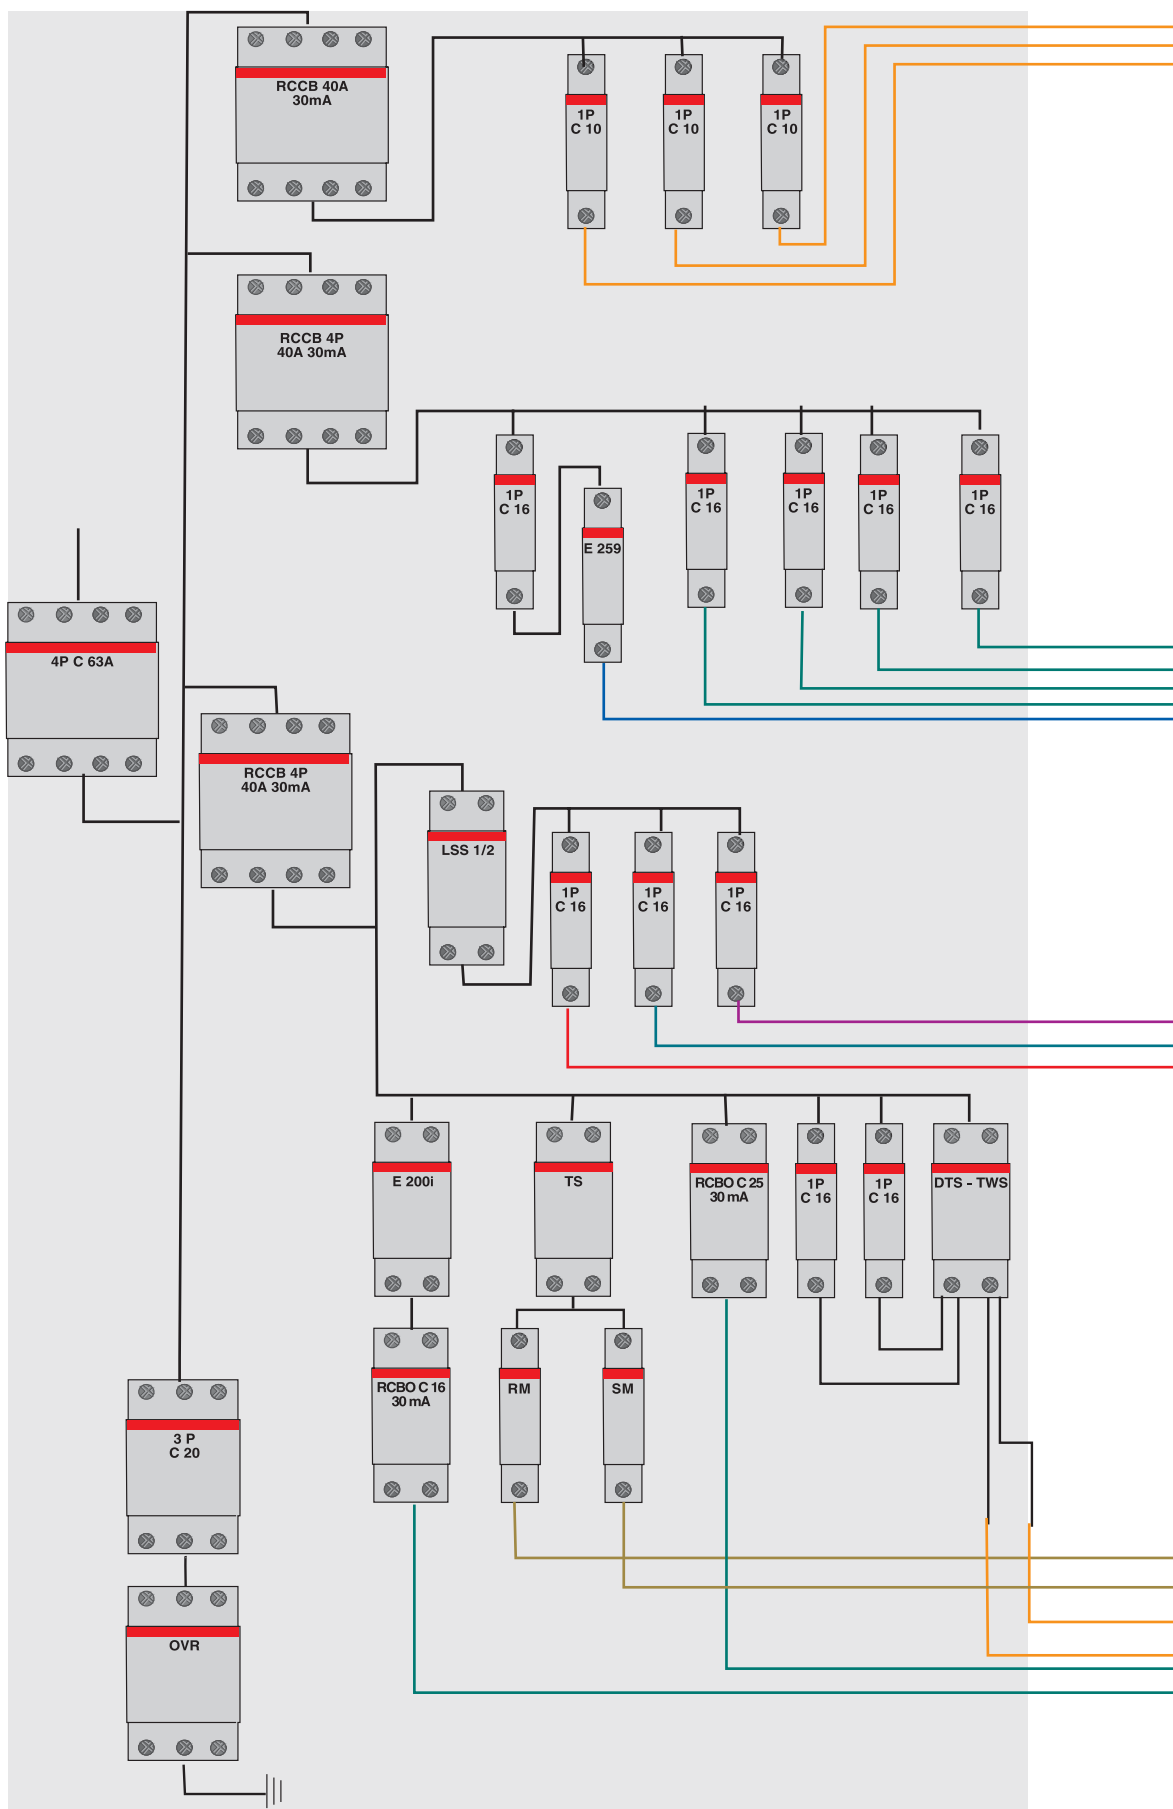 RCCB 40A
30mA
1P
C 10
1P
C 10
1P
C 10
RCCB 4P
40A 30mA
1P
C 16
E 259
1P
C 16
1P
C 16
1P
C 16
1P
C 16
4P C 63A
RCCB 4P
40A 30mA
LSS 1/2
1P
C 16
1P
C 16
1P
C 16
E 200i
TS
RCBO C 25
30 mA
1P
C 16
1P
C 16
DTS - TWS
RCBO C 16
30 mA
RM
SM
3 P
C 20
OVR